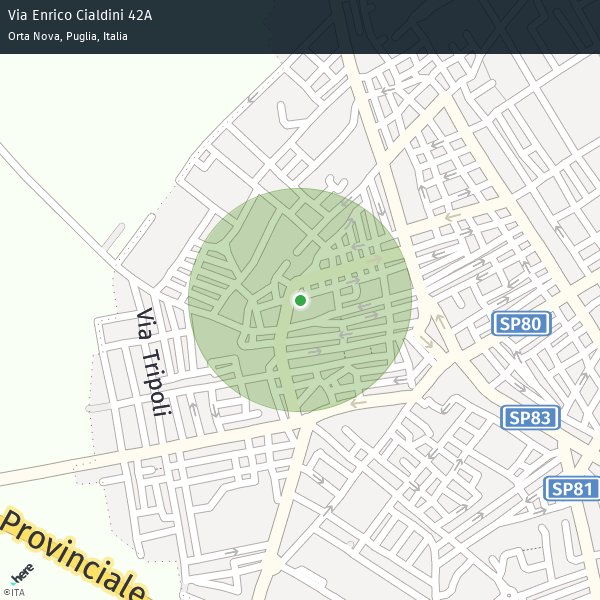 Via Enrico Cialdini 42A
Orta Nova, Puglia, Italia
SP80
Via Tripoli
SP83
SP81
Provinciale
here
©ITA